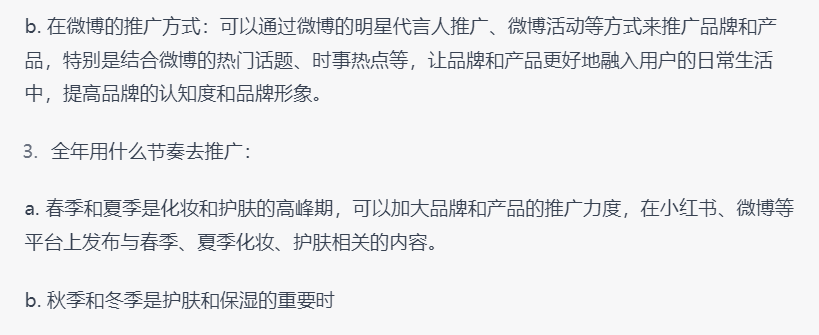 b. 在微博的推广方式：可以通过微博的明星代言人推广、微博活动等方式来推广品牌和产
品，特别是结合微博的热门话题、时事热点等，让品牌和产品更好地融入用户的日常生活
中，提高品牌的认知度和品牌形象。
3. 全年用什么节奏去推广：
a. 春季和夏季是化妆和护肤的高峰期，可以加大品牌和产品的推广力度，在小红书、微博等
平台上发布与春季、夏季化妆、护肤相关的内容。
b. 秋季和冬季是护肤和保湿的重要时